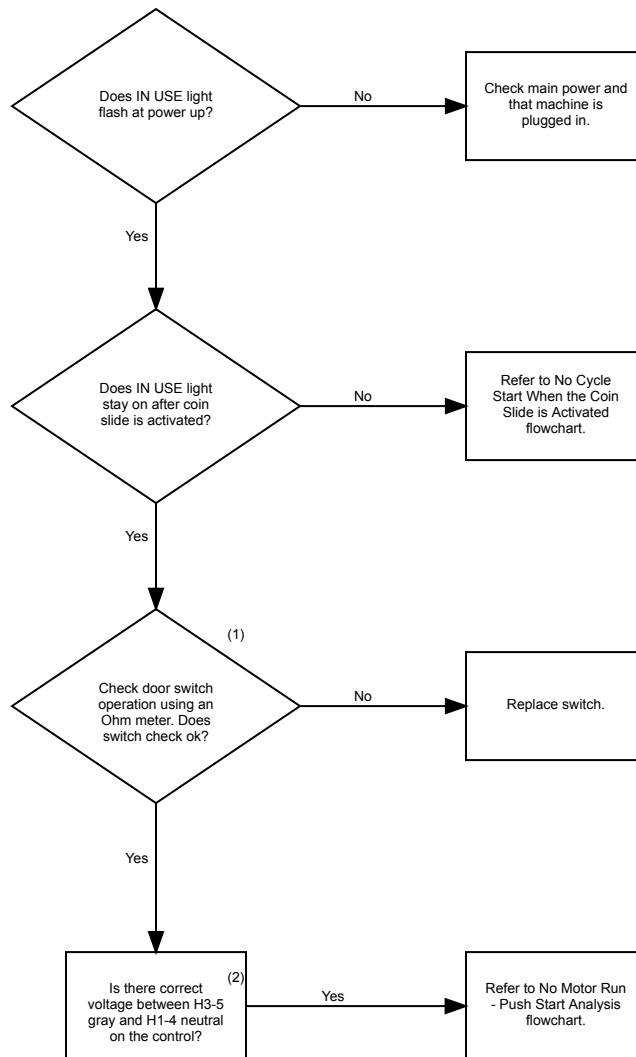 Does IN USE light
flash at power up?
No
Check main power and
that machine is
plugged in.
Yes
Does IN USE light
stay on after coin
slide is activated?
No
Refer to No Cycle
Start When the Coin
Slide is Activated
flowchart.
Yes
(1)
Check door switch
operation using an
Ohm meter. Does
switch check ok?
No
Replace switch.
Yes
(2)
Is there correct
voltage between H3-5
gray and H1-4 neutral
on the control?
Yes
Refer to No Motor Run
- Push Start Analysis
flowchart.